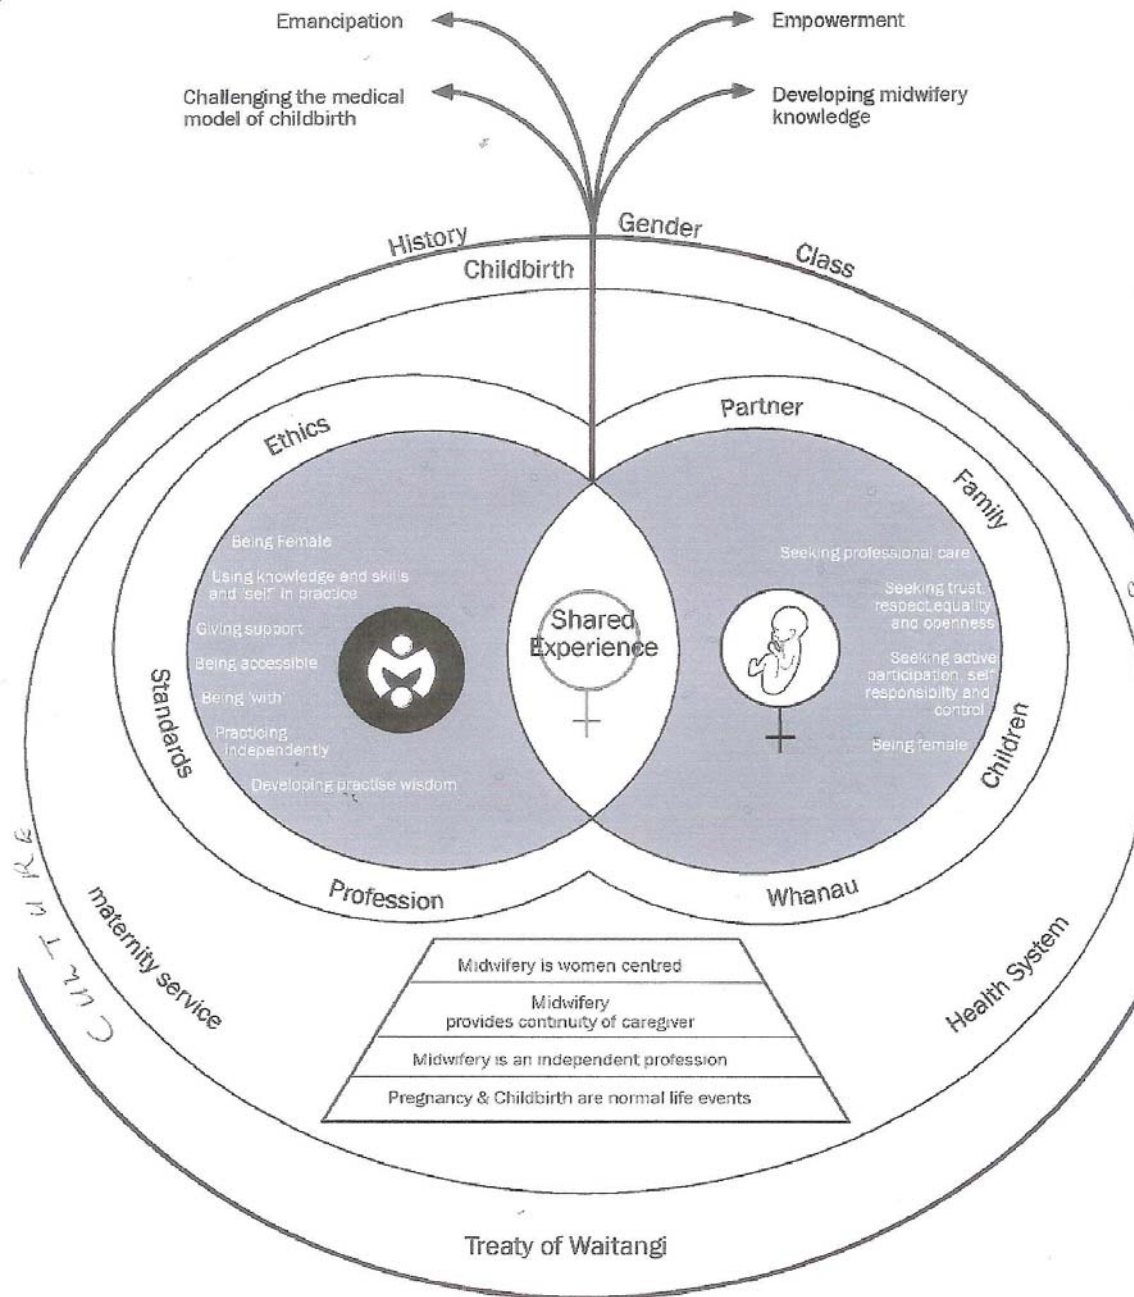 Emancipation
Empowerment
Challenging the medical
model of childbirth
Developing midwifery
knowledge
History
Gender
Class
Childbirth
Ethics
Partner
Family
Being Female
Using knowledge and skills
and 'self' in practice
Giving support
Being accessible
Being 'with'
Practicing
independently
Developing practise wisdom
Shared
Experience
Seeking professional care
Seeking trust,
respect,equality
and openness
Seeking active
participation, self
responsibility and
control
Being female
Standards
Children
Profession
Whanau
CULTURE
maternity service
Health System
Midwifery is women centred
Midwifery
provides continuity of caregiver
Midwifery is an independent profession
Pregnancy & Childbirth are normal life events
Treaty of Waitangi